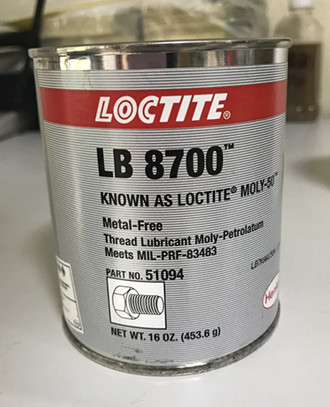 LOCTITE®
LB 8700™
KNOWN AS LOCTITE® MOLY-50™
Metal-Free
Thread Lubricant Moly-Petrolatum
Meets MIL-PRF-83483
PART NO. 51094
NET WT. 16 OZ. (453.6 g)